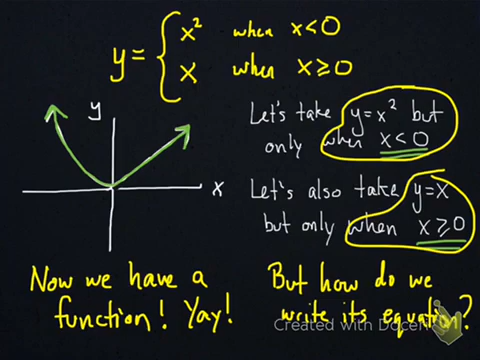 y = { x² when x < 0
x when x ≥ 0
y
x
Let's take y = x² but
only when x < 0
Let's also take y = x
but only when x ≥ 0
Now we have a
function! Yay!
But how do we
write its equation?
Created with